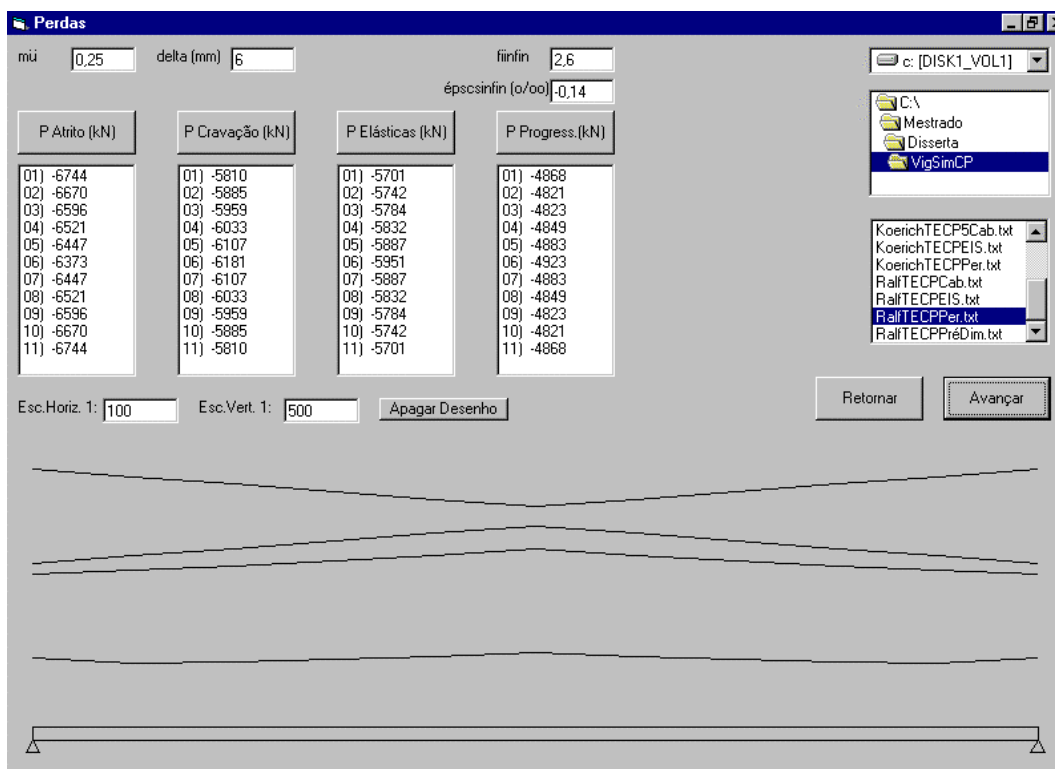 Perdas
mü 0,25 delta (mm) 6 fiinfin 2,6
épscsinfin (o/oo) -0,14
c: [DISK1_VOL1]
C:\
Mestrado
Disserta
VigSimCP
P Atrito (kN) P Cravação (kN) P Elásticas (kN) P Progress.(kN)
01) -6744
02) -6670
03) -6596
04) -6521
05) -6447
06) -6373
07) -6447
08) -6521
09) -6596
10) -6670
11) -6744
01) -5810
02) -5885
03) -5959
04) -6033
05) -6107
06) -6181
07) -6107
08) -6033
09) -5959
10) -5885
11) -5810
01) -5701
02) -5742
03) -5784
04) -5832
05) -5887
06) -5951
07) -5887
08) -5832
09) -5784
10) -5742
11) -5701
01) -4868
02) -4821
03) -4823
04) -4849
05) -4883
06) -4923
07) -4883
08) -4849
09) -4823
10) -4821
11) -4868
KoerichTECP5Cab.txt
KoerichTECPEIS.txt
KoerichTECPPer.txt
RalfTECPCab.txt
RalfTECPEIS.txt
RalfTECPPer.txt
RalfTECPPréDim.txt
Retornar Avançar
Esc.Horiz. 1: 100 Esc.Vert. 1: 500 Apagar Desenho